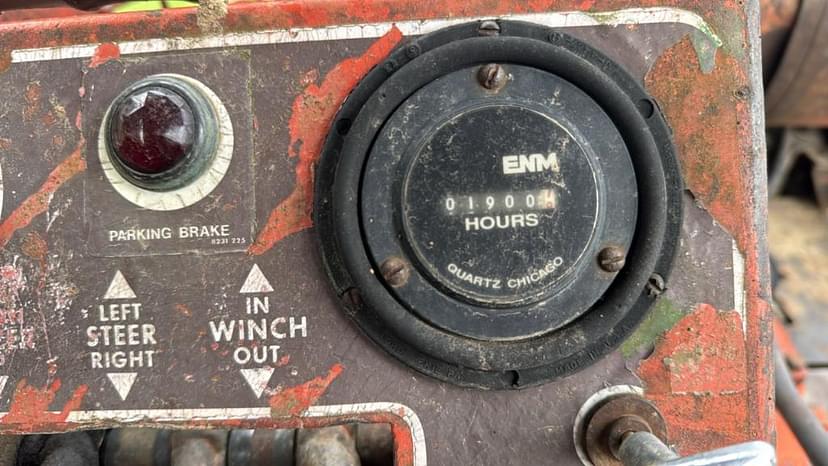 PARKING BRAKE
8231 225
LEFT
STEER
RIGHT
IN
WINCH
OUT
ENM
01900
HOURS
QUARTZ CHICAGO